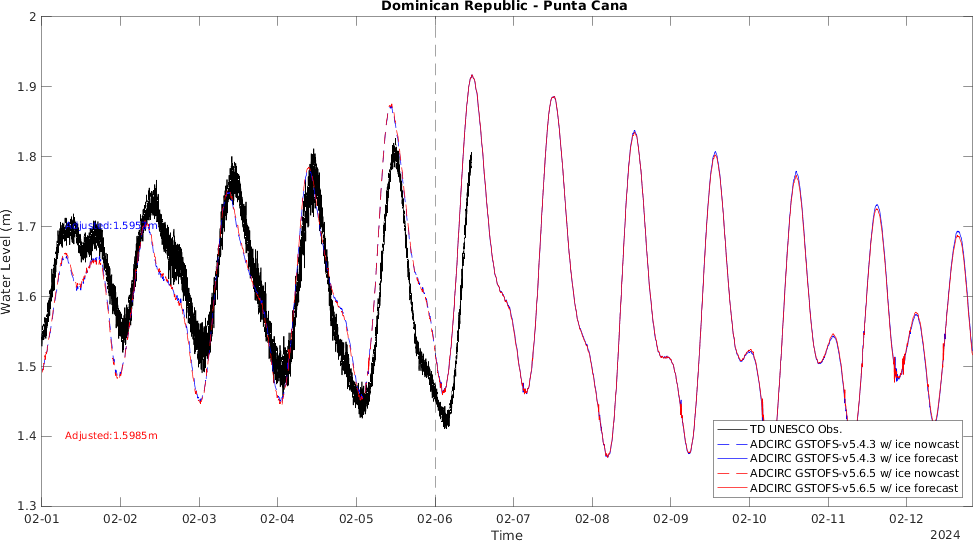 Dominican Republic - Punta Cana
2
1.9
1.8
1.7
1.6
1.5
1.4
1.3
Water Level (m)
Adjusted:1.5985m
TD UNESCO Obs.
ADCIRC GSTOFS-v5.4.3 w/ ice nowcast
ADCIRC GSTOFS-v5.4.3 w/ ice forecast
ADCIRC GSTOFS-v5.6.5 w/ ice nowcast
ADCIRC GSTOFS-v5.6.5 w/ ice forecast
02-01 02-02 02-03 02-04 02-05 02-06 02-07 02-08 02-09 02-10 02-11 02-12
Time
2024